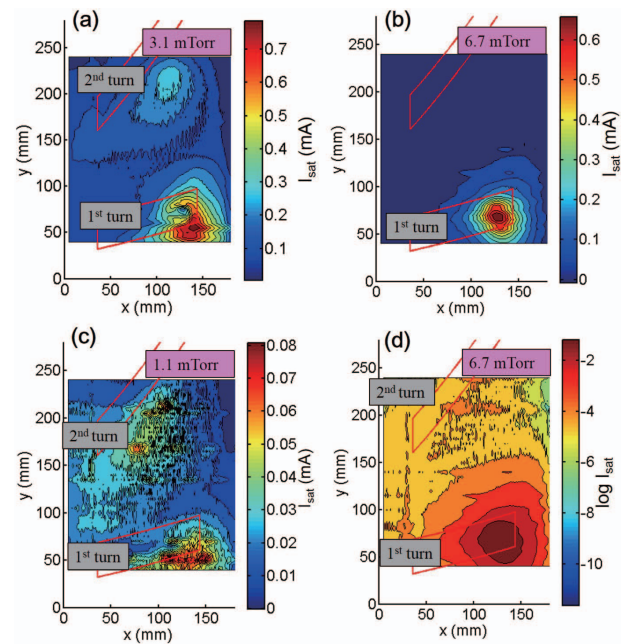 (a)
3.1 mTorr
2nd turn
1st turn
y (mm)
x (mm)
0 50 100 150
0
50
100
150
200
250
0.7
0.6
0.5
0.4
0.3
0.2
0.1
Isat (mA)
(b)
6.7 mTorr
1st turn
y (mm)
x (mm)
0 50 100 150
0
50
100
150
200
250
0.6
0.5
0.4
0.3
0.2
0.1
0
Isat (mA)
(c)
1.1 mTorr
2nd turn
1st turn
y (mm)
x (mm)
0 50 100 150
0
50
100
150
200
250
0.08
0.07
0.06
0.05
0.04
0.03
0.02
0.01
0
Isat (mA)
(d)
6.7 mTorr
2nd turn
1st turn
y (mm)
x (mm)
0 50 100 150
0
50
100
150
200
250
-2
-4
-6
-8
-10
log Isat